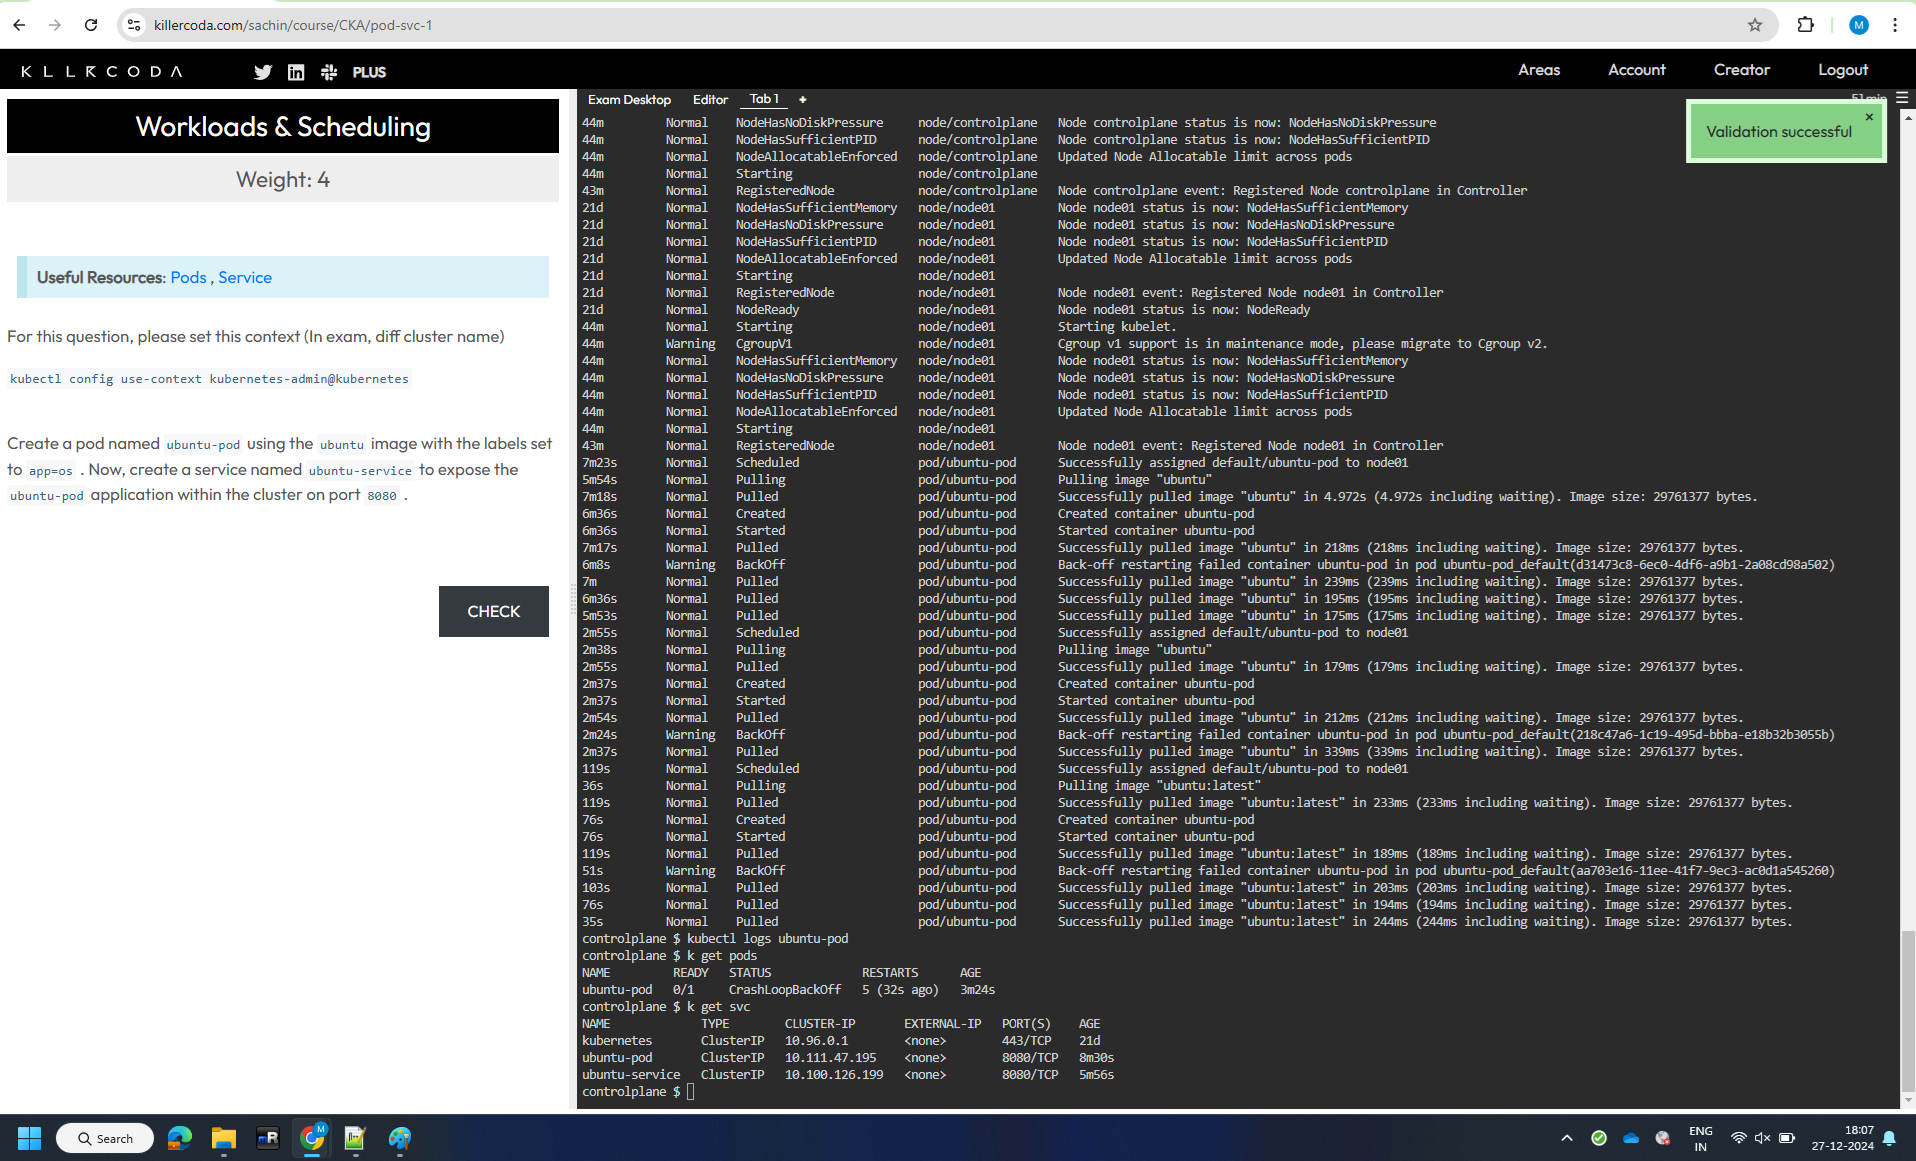 killercoda.com/sachin/course/CKA/pod-svc-1
M
KLLRCODA
PLUS
Areas Account Creator Logout
Workloads & Scheduling
Weight: 4
Useful Resources: Pods , Service
For this question, please set this context (In exam, diff cluster name)
kubectl config use-context kubernetes-admin@kubernetes
Create a pod named ubuntu-pod using the ubuntu image with the labels set
to app=os . Now, create a service named ubuntu-service to expose the
ubuntu-pod application within the cluster on port 8080 .
CHECK
Exam Desktop Editor Tab 1 +
51 min
Validation successful ×
44m Normal NodeHasNoDiskPressure node/controlplane Node controlplane status is now: NodeHasNoDiskPressure
44m Normal NodeHasSufficientPID node/controlplane Node controlplane status is now: NodeHasSufficientPID
44m Normal NodeAllocatableEnforced node/controlplane Updated Node Allocatable limit across pods
44m Normal Starting node/controlplane
43m Normal RegisteredNode node/controlplane Node controlplane event: Registered Node controlplane in Controller
21d Normal NodeHasSufficientMemory node/node01 Node node01 status is now: NodeHasSufficientMemory
21d Normal NodeHasNoDiskPressure node/node01 Node node01 status is now: NodeHasNoDiskPressure
21d Normal NodeHasSufficientPID node/node01 Node node01 status is now: NodeHasSufficientPID
21d Normal NodeAllocatableEnforced node/node01 Updated Node Allocatable limit across pods
21d Normal Starting node/node01
21d Normal RegisteredNode node/node01 Node node01 event: Registered Node node01 in Controller
21d Normal NodeReady node/node01 Node node01 status is now: NodeReady
44m Normal Starting node/node01 Starting kubelet.
44m Warning CgroupV1 node/node01 Cgroup v1 support is in maintenance mode, please migrate to Cgroup v2.
44m Normal NodeHasSufficientMemory node/node01 Node node01 status is now: NodeHasSufficientMemory
44m Normal NodeHasNoDiskPressure node/node01 Node node01 status is now: NodeHasNoDiskPressure
44m Normal NodeHasSufficientPID node/node01 Node node01 status is now: NodeHasSufficientPID
44m Normal NodeAllocatableEnforced node/node01 Updated Node Allocatable limit across pods
44m Normal Starting node/node01
43m Normal RegisteredNode node/node01 Node node01 event: Registered Node node01 in Controller
7m23s Normal Scheduled pod/ubuntu-pod Successfully assigned default/ubuntu-pod to node01
5m54s Normal Pulling pod/ubuntu-pod Pulling image "ubuntu"
7m18s Normal Pulled pod/ubuntu-pod Successfully pulled image "ubuntu" in 4.972s (4.972s including waiting). Image size: 29761377 bytes.
6m36s Normal Created pod/ubuntu-pod Created container ubuntu-pod
6m36s Normal Started pod/ubuntu-pod Started container ubuntu-pod
7m17s Normal Pulled pod/ubuntu-pod Successfully pulled image "ubuntu" in 218ms (218ms including waiting). Image size: 29761377 bytes.
6m8s Warning BackOff pod/ubuntu-pod Back-off restarting failed container ubuntu-pod in pod ubuntu-pod_default(d31473c8-6ec0-4df6-a9b1-2a08cd98a502)
7m Normal Pulled pod/ubuntu-pod Successfully pulled image "ubuntu" in 239ms (239ms including waiting). Image size: 29761377 bytes.
6m36s Normal Pulled pod/ubuntu-pod Successfully pulled image "ubuntu" in 195ms (195ms including waiting). Image size: 29761377 bytes.
5m53s Normal Pulled pod/ubuntu-pod Successfully pulled image "ubuntu" in 175ms (175ms including waiting). Image size: 29761377 bytes.
2m55s Normal Scheduled pod/ubuntu-pod Successfully assigned default/ubuntu-pod to node01
2m38s Normal Pulling pod/ubuntu-pod Pulling image "ubuntu"
2m55s Normal Pulled pod/ubuntu-pod Successfully pulled image "ubuntu" in 179ms (179ms including waiting). Image size: 29761377 bytes.
2m37s Normal Created pod/ubuntu-pod Created container ubuntu-pod
2m37s Normal Started pod/ubuntu-pod Started container ubuntu-pod
2m54s Normal Pulled pod/ubuntu-pod Successfully pulled image "ubuntu" in 212ms (212ms including waiting). Image size: 29761377 bytes.
2m24s Warning BackOff pod/ubuntu-pod Back-off restarting failed container ubuntu-pod in pod ubuntu-pod_default(218c47a6-1c19-495d-bbba-e18b32b3055b)
2m37s Normal Pulled pod/ubuntu-pod Successfully pulled image "ubuntu" in 339ms (339ms including waiting). Image size: 29761377 bytes.
119s Normal Scheduled pod/ubuntu-pod Successfully assigned default/ubuntu-pod to node01
36s Normal Pulling pod/ubuntu-pod Pulling image "ubuntu:latest"
119s Normal Pulled pod/ubuntu-pod Successfully pulled image "ubuntu:latest" in 233ms (233ms including waiting). Image size: 29761377 bytes.
76s Normal Created pod/ubuntu-pod Created container ubuntu-pod
76s Normal Started pod/ubuntu-pod Started container ubuntu-pod
119s Normal Pulled pod/ubuntu-pod Successfully pulled image "ubuntu:latest" in 189ms (189ms including waiting). Image size: 29761377 bytes.
51s Warning BackOff pod/ubuntu-pod Back-off restarting failed container ubuntu-pod in pod ubuntu-pod_default(aa703e16-11ee-41f7-9ec3-ac0d1a545260)
103s Normal Pulled pod/ubuntu-pod Successfully pulled image "ubuntu:latest" in 203ms (203ms including waiting). Image size: 29761377 bytes.
76s Normal Pulled pod/ubuntu-pod Successfully pulled image "ubuntu:latest" in 194ms (194ms including waiting). Image size: 29761377 bytes.
35s Normal Pulled pod/ubuntu-pod Successfully pulled image "ubuntu:latest" in 244ms (244ms including waiting). Image size: 29761377 bytes.
controlplane $ kubectl logs ubuntu-pod
controlplane $ k get pods
NAME READY STATUS RESTARTS AGE
ubuntu-pod 0/1 CrashLoopBackOff 5 (32s ago) 3m24s
controlplane $ k get svc
NAME TYPE CLUSTER-IP EXTERNAL-IP PORT(S) AGE
kubernetes ClusterIP 10.96.0.1 <none> 443/TCP 21d
ubuntu-pod ClusterIP 10.111.47.195 <none> 8080/TCP 8m30s
ubuntu-service ClusterIP 10.100.126.199 <none> 8080/TCP 5m56s
controlplane $
Search
mR
M
ENG
IN
18:07
27-12-2024